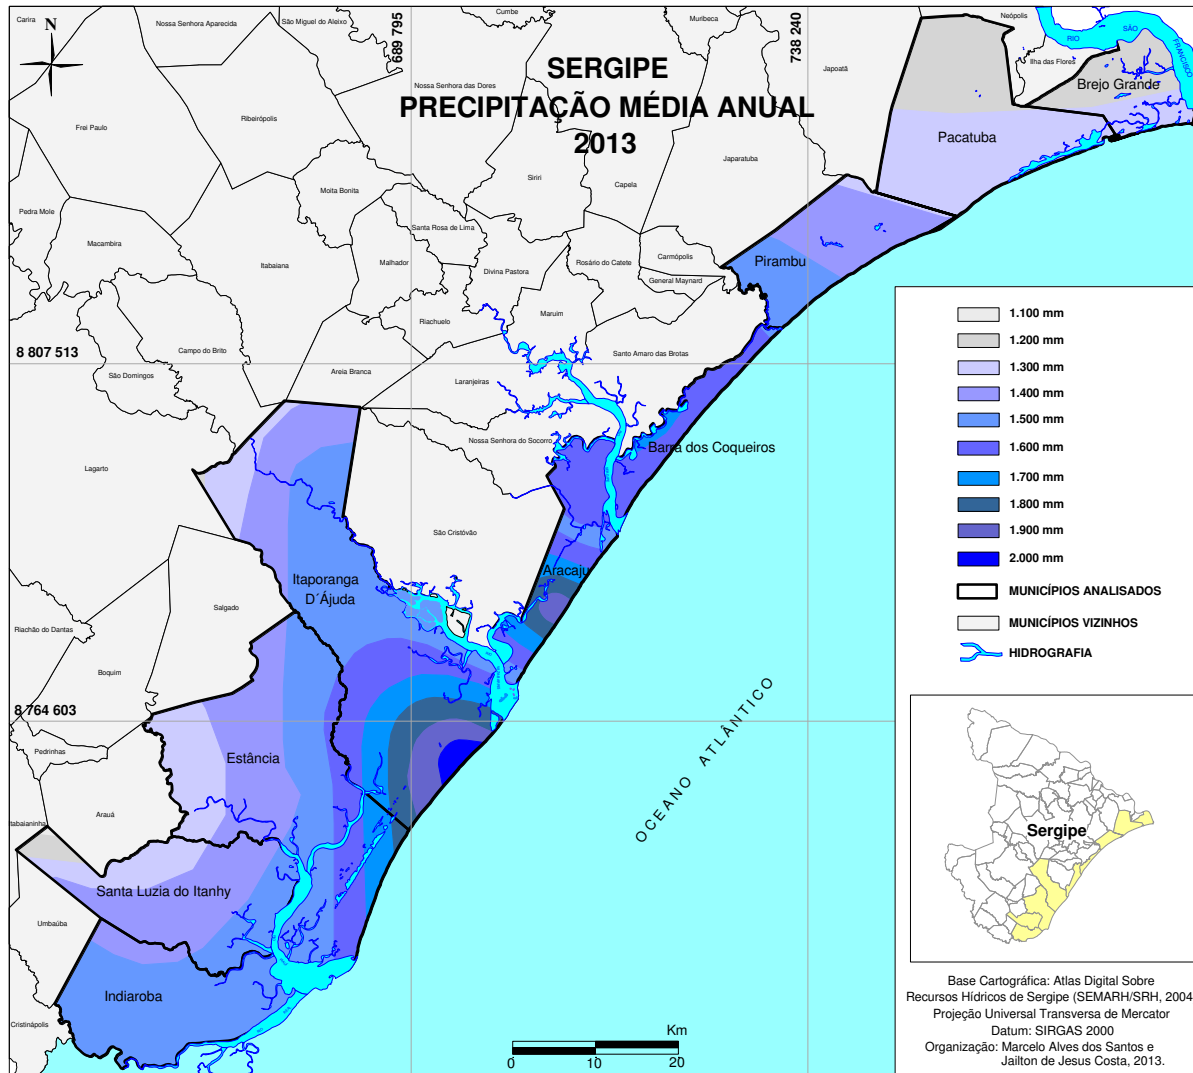 SERGIPE
PRECIPITAÇÃO MÉDIA ANUAL
2013
N
689 795
738 240
8 807 513
8 764 603
Carira
Nossa Senhora Aparecida
São Miguel do Aleixo
Cumbe
Muribeca
Neópolis
RIO
SÃO
FRANCISCO
Ilha das Flores
Japoatã
Brejo Grande
Nossa Senhora das Dores
Frei Paulo
Ribeirópolis
Pacatuba
Japaratuba
Siriri
Capela
Moita Bonita
Pedra Mole
Santa Rosa de Lima
Macambira
Itabaiana
Malhador
Divina Pastora
Rosário do Catete
Carmópolis
General Maynard
Pirambu
Maruim
Riachuelo
Campo do Brito
Santo Amaro das Brotas
São Domingos
Areia Branca
Laranjeiras
Nossa Senhora do Socorro
Barra dos Coqueiros
Lagarto
São Cristóvão
Aracaju
Itaporanga
D´Ájuda
Salgado
Riachão do Dantas
Boquim
Pedrinhas
Estância
Arauá
Itabaianinha
Santa Luzia do Itanhy
Umbaúba
Indiaroba
Cristinápolis
OCEANO ATLÂNTICO
Km
0 10 20
1.100 mm
1.200 mm
1.300 mm
1.400 mm
1.500 mm
1.600 mm
1.700 mm
1.800 mm
1.900 mm
2.000 mm
MUNICÍPIOS ANALISADOS
MUNICÍPIOS VIZINHOS
HIDROGRAFIA
Sergipe
Base Cartográfica: Atlas Digital Sobre
Recursos Hídricos de Sergipe (SEMARH/SRH, 2004
Projeção Universal Transversa de Mercator
Datum: SIRGAS 2000
Organização: Marcelo Alves dos Santos e
Jailton de Jesus Costa, 2013.